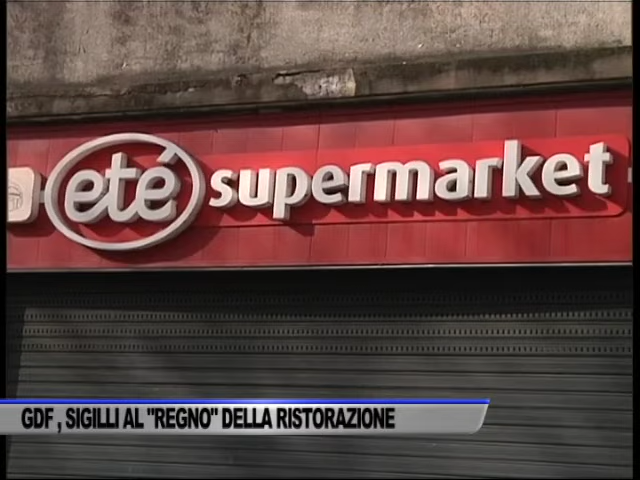 eté supermarket
GDF , SIGILLI AL "REGNO" DELLA RISTORAZIONE